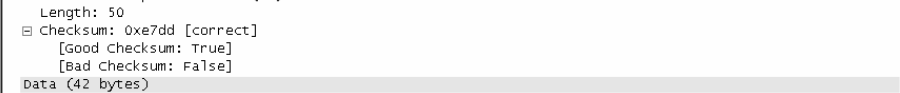 Length: 50
Checksum: 0xe7dd [correct]
[Good Checksum: True]
[Bad Checksum: False]
Data (42 bytes)